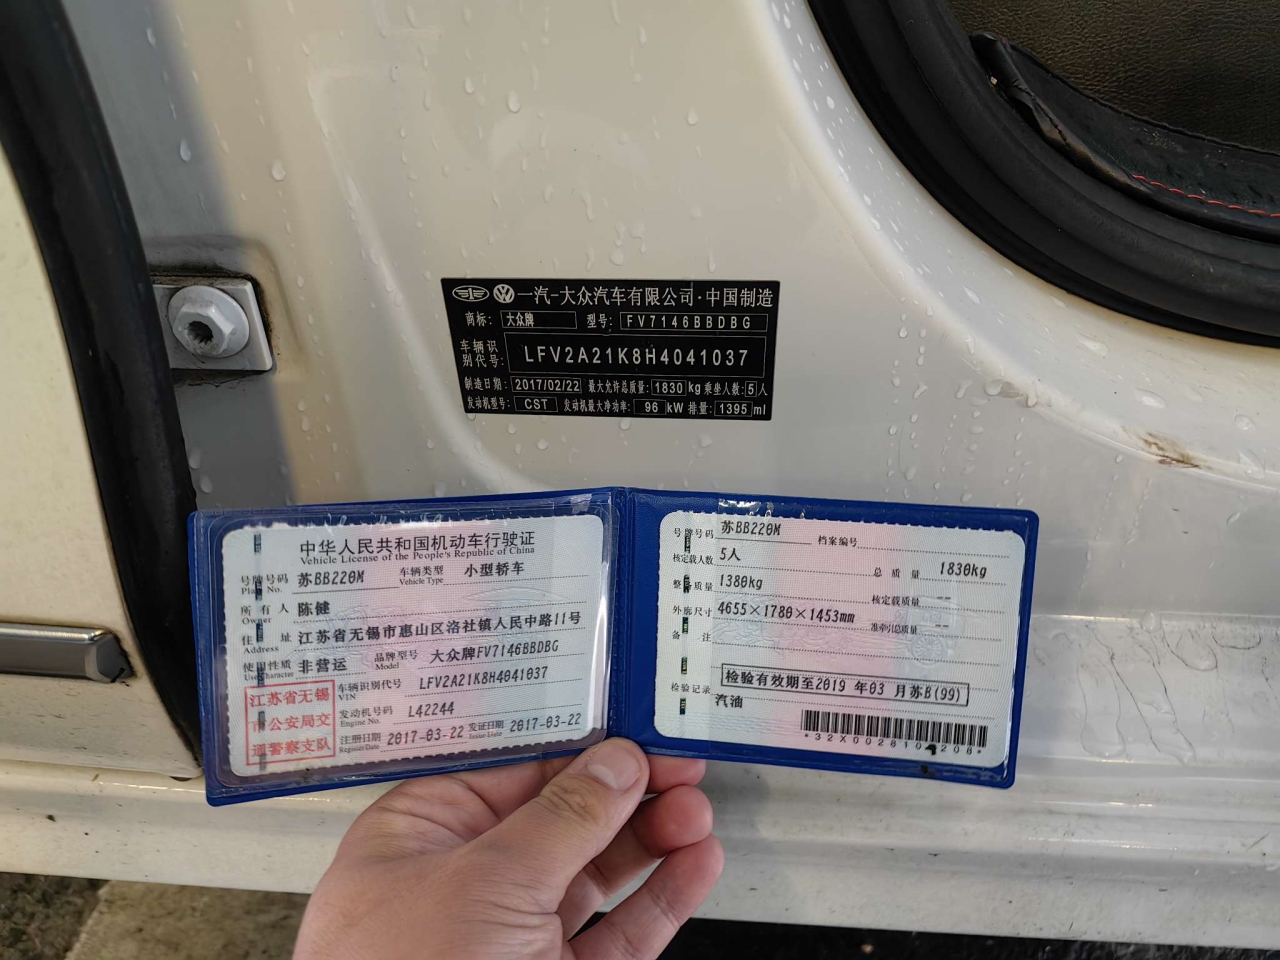 一汽-大众汽车有限公司·中国制造
商标: 大众牌 型号: FV7146BBDBG
车辆识别代号: LFV2A21K8H4041037
制造日期: 2017/02/22 最大允许总质量: 1830 kg 乘坐人数: 5 人
发动机型号: CST 发动机最大净功率: 96 kW 排量: 1395 ml
中华人民共和国机动车行驶证
Vehicle License of the People's Republic of China
号牌号码 苏BB220M 车辆类型 小型轿车
Plate No. Vehicle Type
所有人 陈健
Owner
住址 江苏省无锡市惠山区洛社镇人民中路11号
Address
使用性质 非营运 品牌型号 大众牌FV7146BBDBG
Use Character Model
江苏省无锡
市公安局交
通警察支队
车辆识别代号 LFV2A21K8H4041037
VIN
发动机号码 L42244
Engine No.
注册日期 2017-03-22 发证日期 2017-03-22
Register Date Issue Date
号牌号码 苏BB220M 档案编号
核定载人数 5人 总质量 1830kg
整备质量 1380kg 核定载质量 --
外廓尺寸 4655×1780×1453mm 准牵引总质量 --
备注
检验有效期至2019年03月苏B(99)
检验记录
汽油